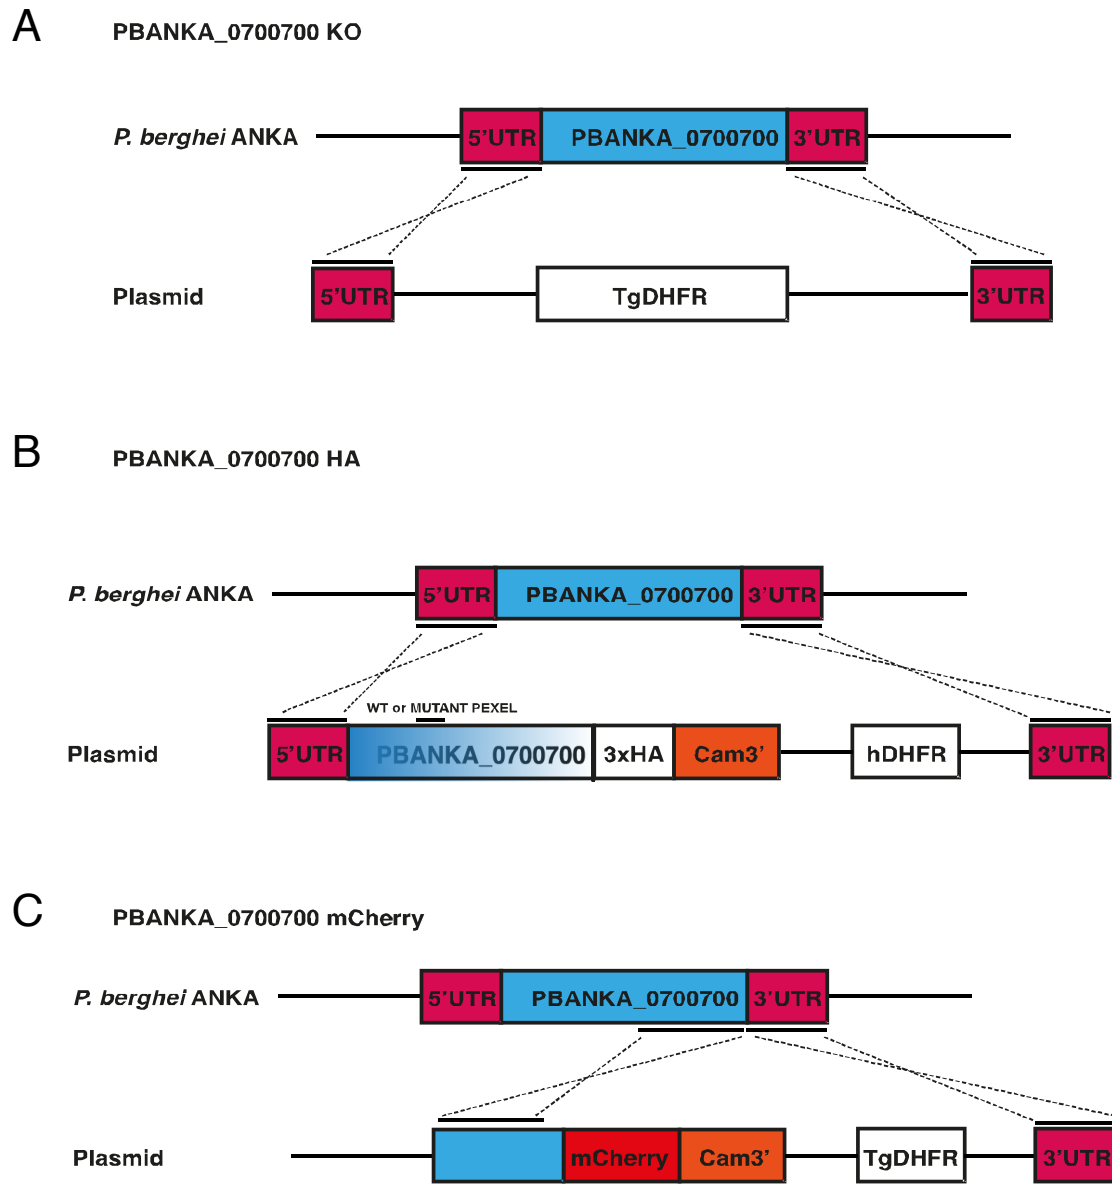 A
PBANKA_0700700 KO
P. berghei ANKA
5'UTR
PBANKA_0700700
3'UTR
Plasmid
5'UTR
TgDHFR
3'UTR
B
PBANKA_0700700 HA
P. berghei ANKA
5'UTR
PBANKA_0700700
3'UTR
WT or MUTANT PEXEL
Plasmid
5'UTR
PBANKA_0700700
3xHA
Cam3'
hDHFR
3'UTR
C
PBANKA_0700700 mCherry
P. berghei ANKA
5'UTR
PBANKA_0700700
3'UTR
Plasmid
mCherry
Cam3'
TgDHFR
3'UTR